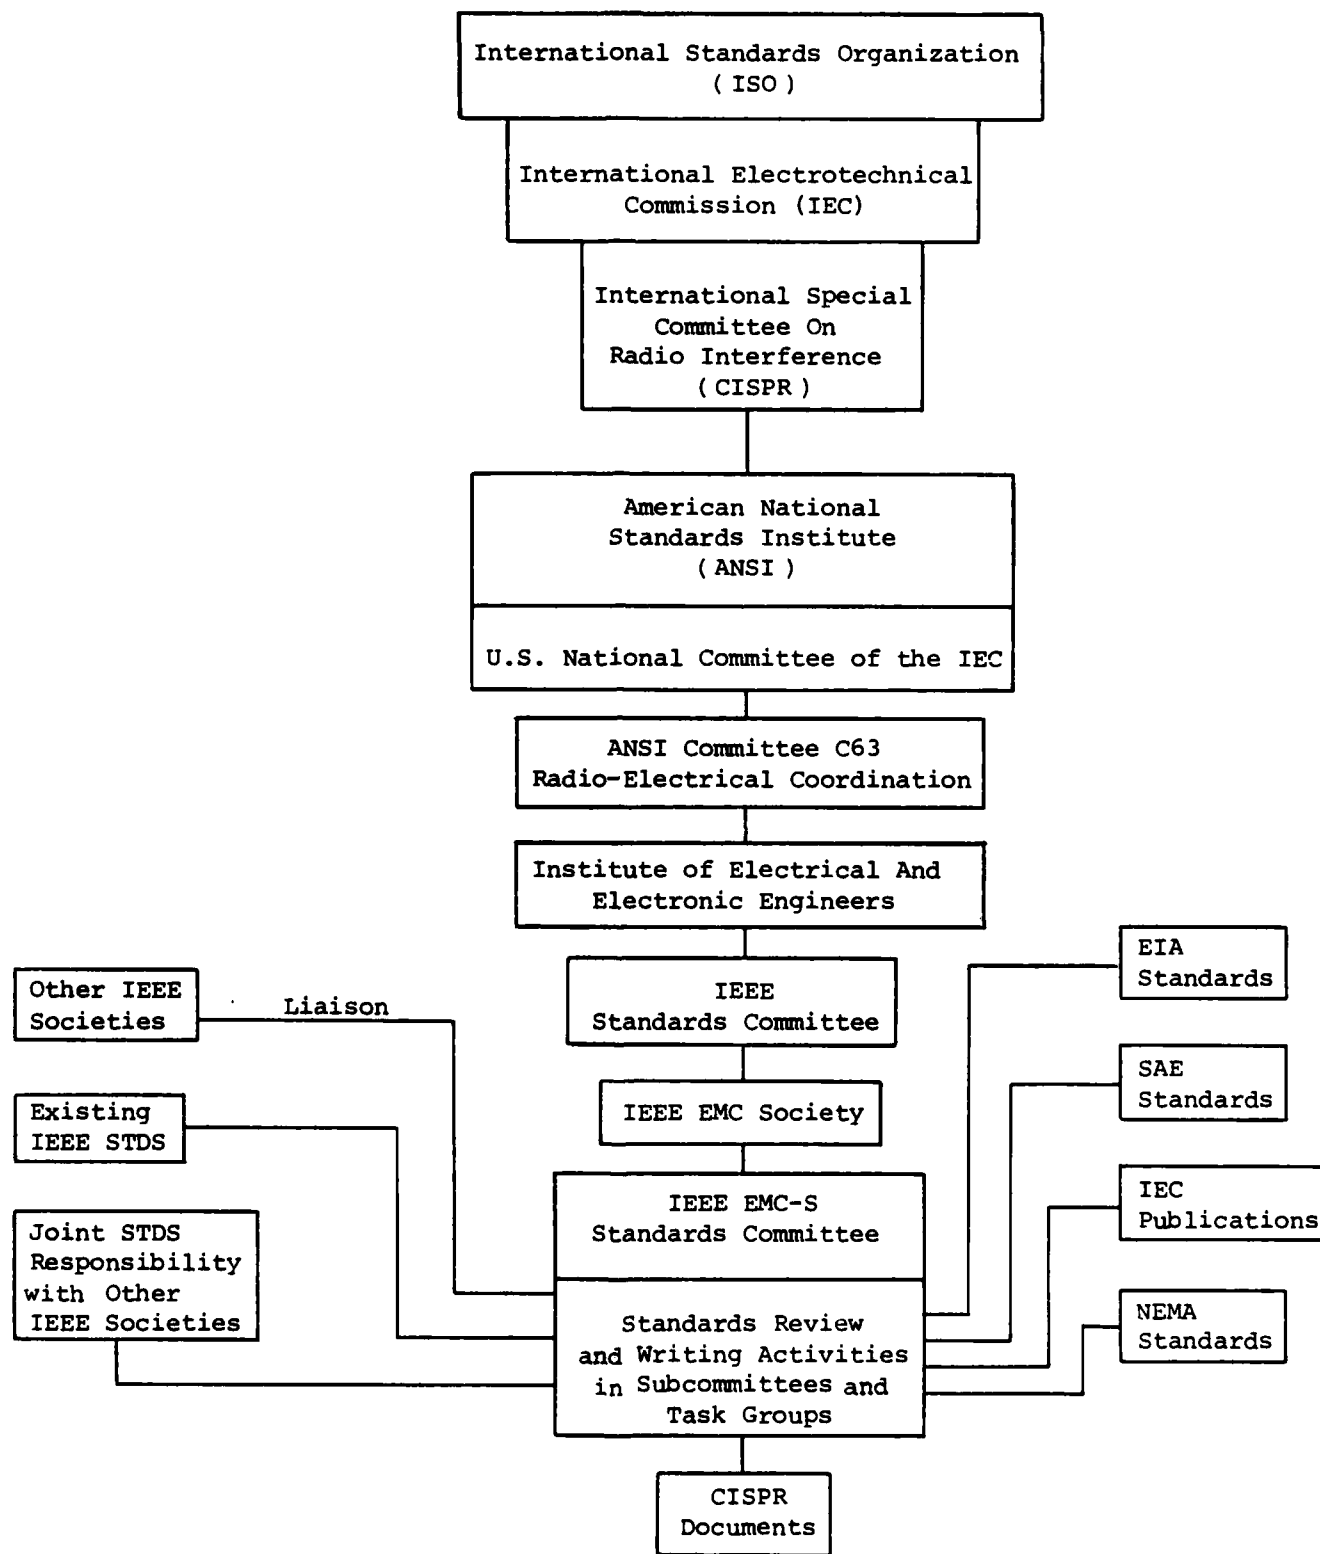 International Standards Organization
( ISO )
International Electrotechnical
Commission (IEC)
International Special
Committee On
Radio Interference
( CISPR )
American National
Standards Institute
( ANSI )
U.S. National Committee of the IEC
ANSI Committee C63
Radio-Electrical Coordination
Institute of Electrical And
Electronic Engineers
IEEE
Standards Committee
IEEE EMC Society
IEEE EMC-S
Standards Committee
Standards Review
and Writing Activities
in Subcommittees and
Task Groups
CISPR
Documents
Other IEEE
Societies
Liaison
Existing
IEEE STDS
Joint STDS
Responsibility
with Other
IEEE Societies
EIA
Standards
SAE
Standards
IEC
Publications
NEMA
Standards